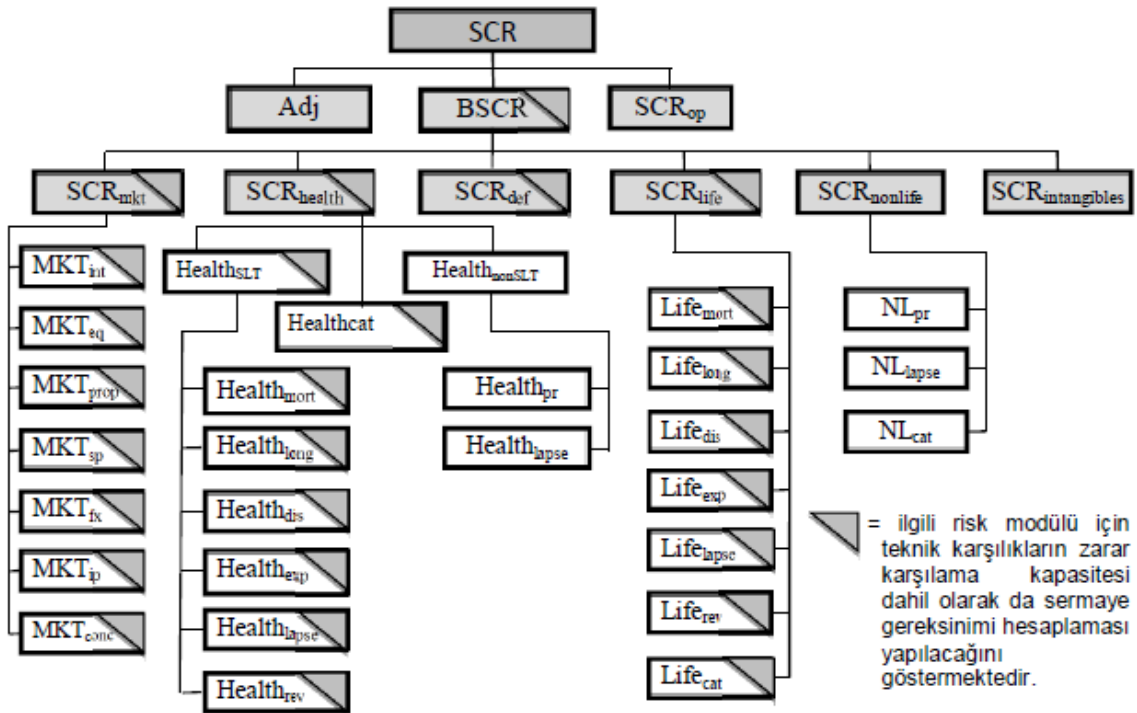 SCR
Adj
BSCR
SCRop
SCRmkt
SCRhealth
SCRdef
SCRlife
SCRnonlife
SCRintangibles
MKTint
MKTeq
MKTprop
MKTsp
MKTfx
MKTip
MKTconc
HealthSLT
HealthnonSLT
Healthcat
Healthmort
Healthlong
Healthdis
Healthexp
Healthlapse
Healthrev
Healthpr
Healthlapse
Lifemort
Lifelong
Lifedis
Lifeexp
Lifelapse
Liferev
Lifecat
NLpr
NLlapse
NLcat
= ilgili risk modülü için
teknik karşılıkların zarar
karşılama kapasitesi
dahil olarak da sermaye
gereksinimi hesaplaması
yapılacağını
göstermektedir.